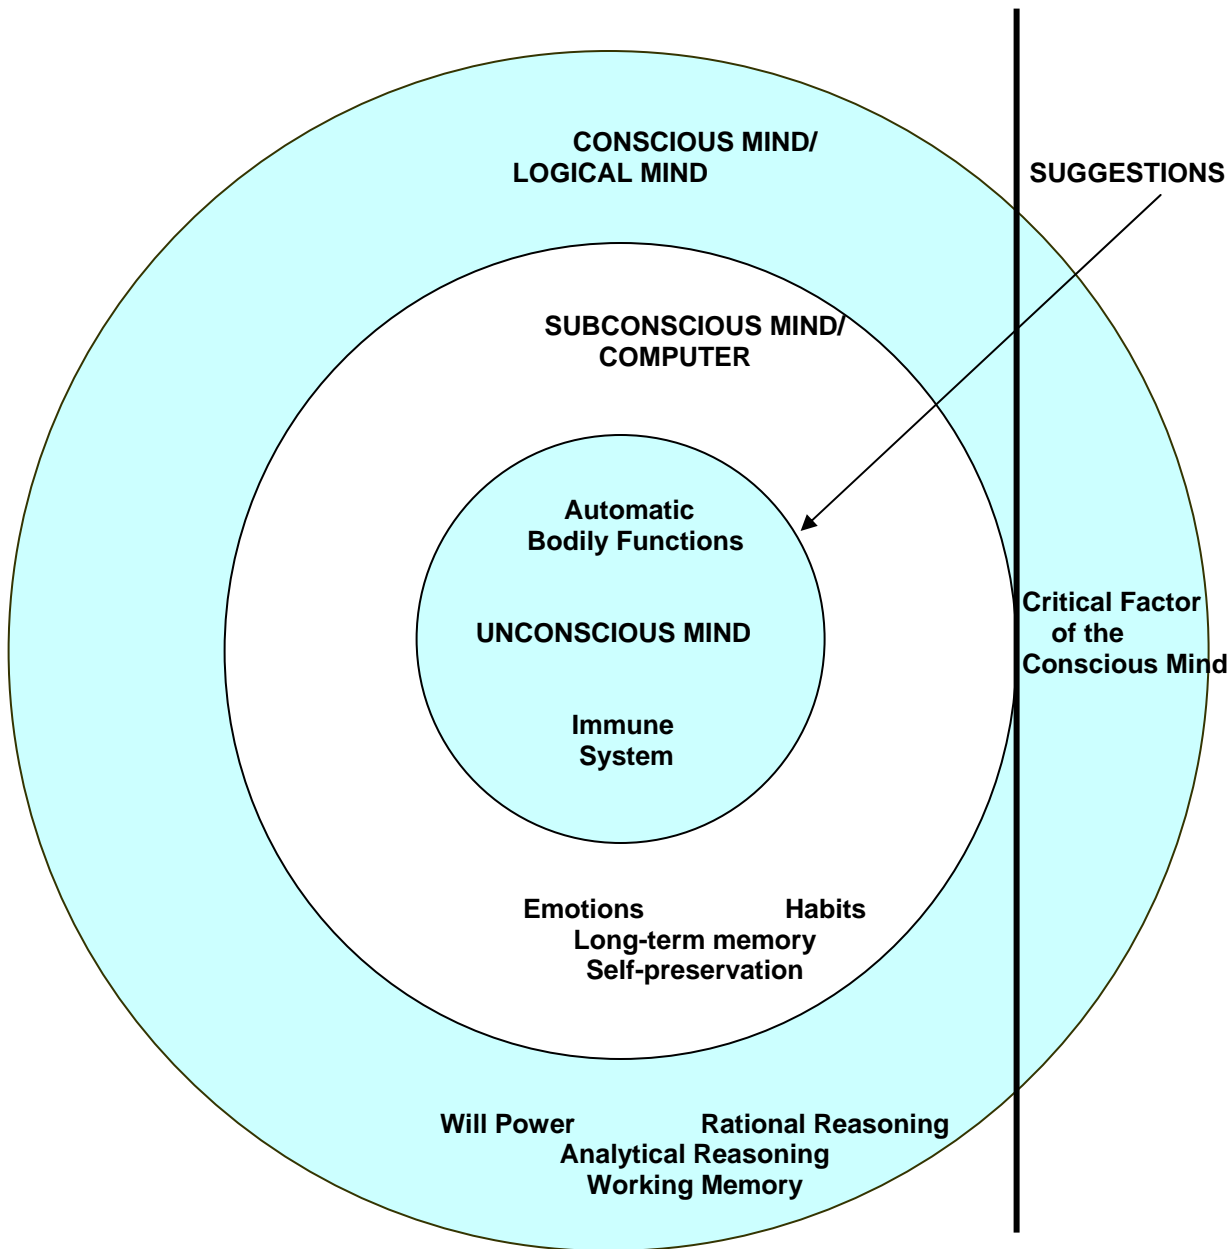 CONSCIOUS MIND/
LOGICAL MIND
SUGGESTIONS
SUBCONSCIOUS MIND/
COMPUTER
Automatic
Bodily Functions
UNCONSCIOUS MIND
Critical Factor
of the
Conscious Mind
Immune
System
Emotions Habits
Long-term memory
Self-preservation
Will Power Rational Reasoning
Analytical Reasoning
Working Memory